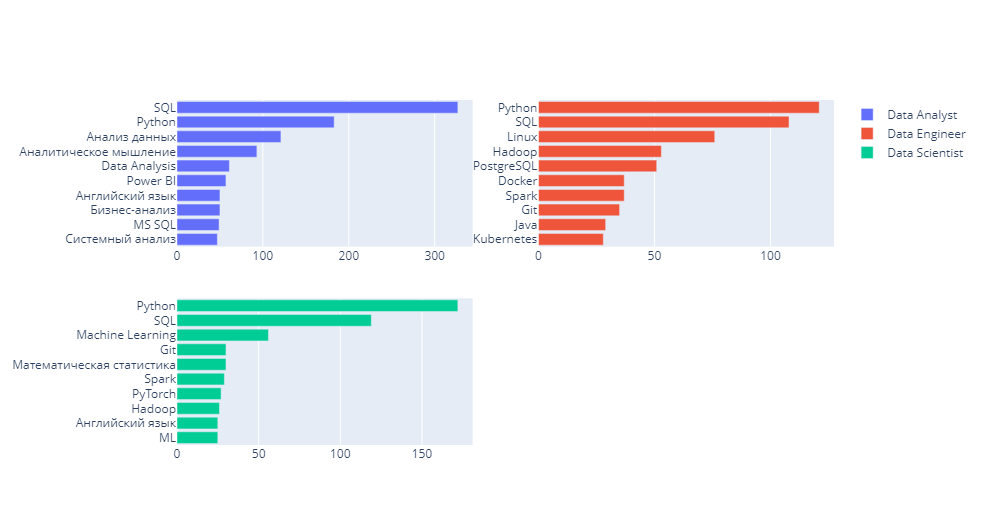 SQL
Python
Анализ данных
Аналитическое мышление
Data Analysis
Power BI
Английский язык
Бизнес-анализ
MS SQL
Системный анализ
0 100 200 300
Python
SQL
Linux
Hadoop
PostgreSQL
Docker
Spark
Git
Java
Kubernetes
0 50 100
Data Analyst
Data Engineer
Data Scientist
Python
SQL
Machine Learning
Git
Математическая статистика
Spark
PyTorch
Hadoop
Английский язык
ML
0 50 100 150